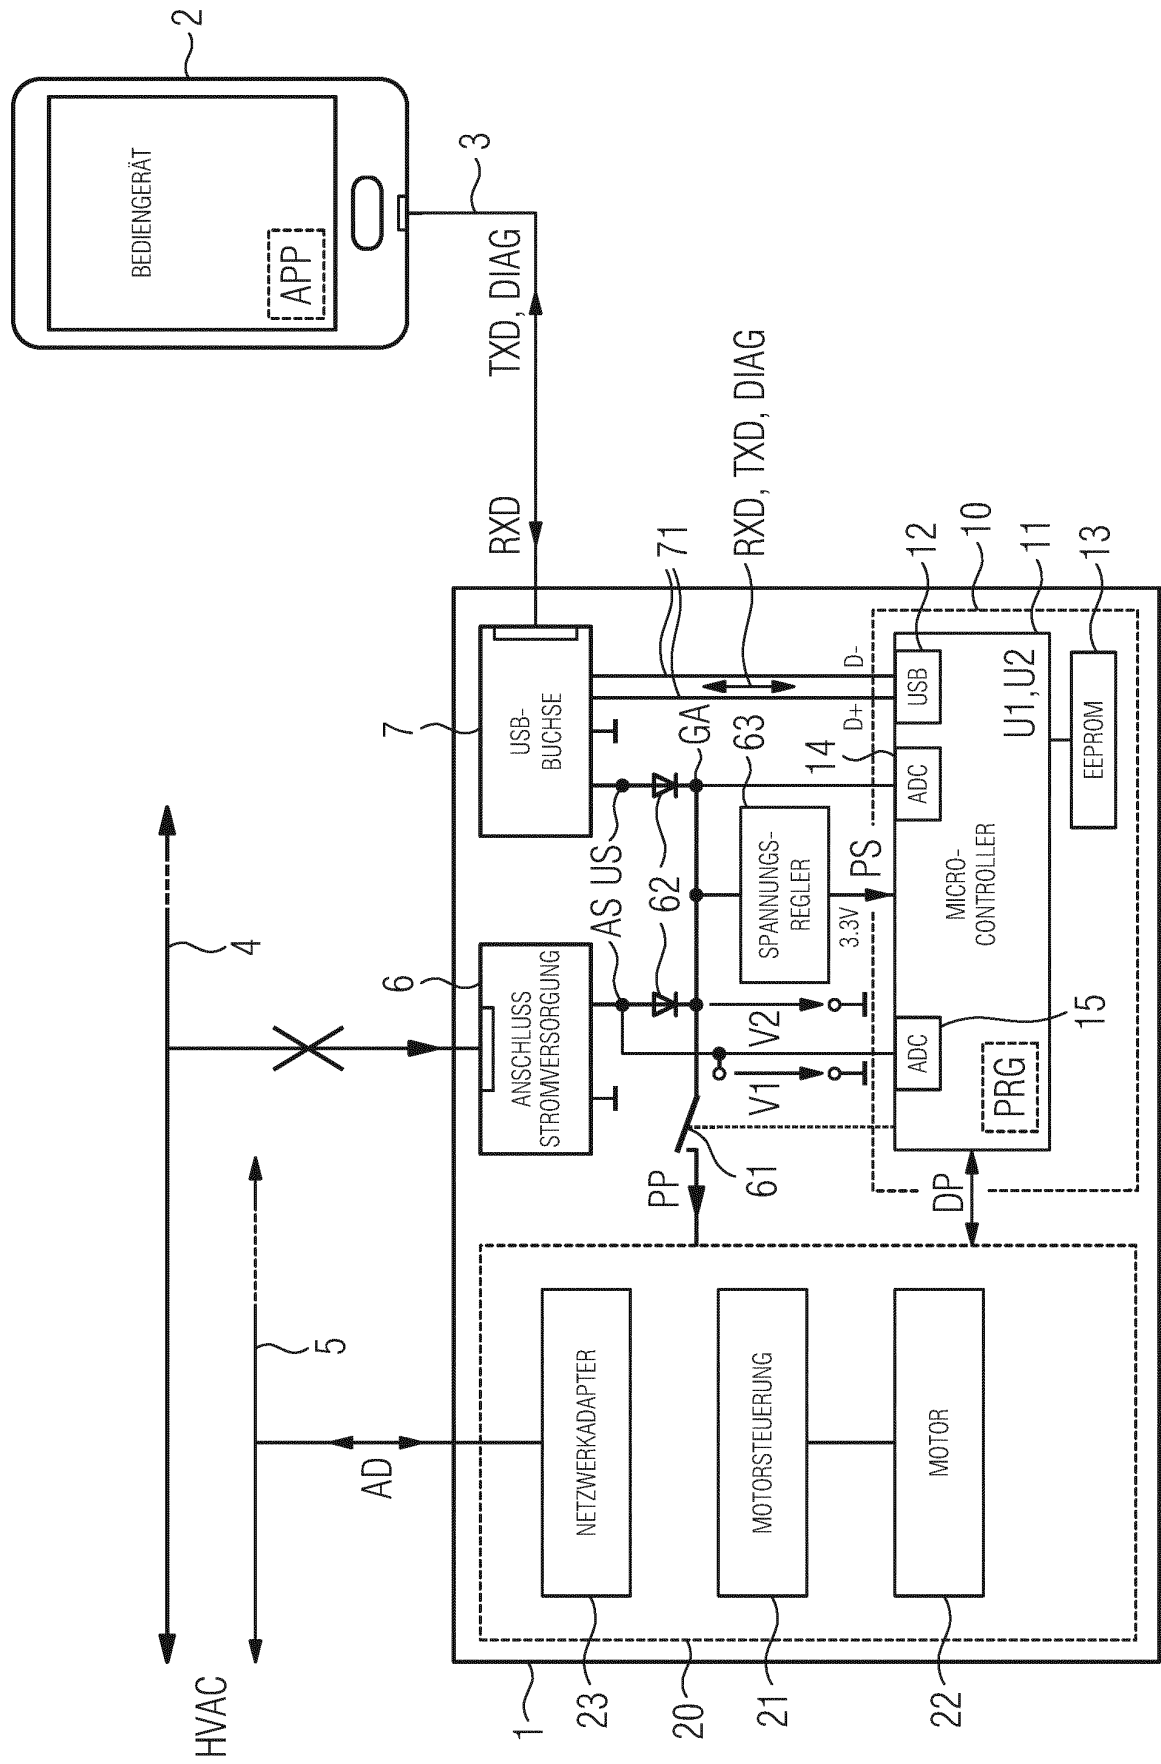 2
BEDIENGERÄT
APP
3
TXD, DIAG
RXD
4
5
HVAC
AD
7
USB-
BUCHSE
6
ANSCHLUSS
STROMVERSORGUNG
71
RXD, TXD, DIAG
AS US
62
GA
63
SPANNUNGS-
REGLER
PS
3.3V
D+
D-
V1
V2
61
PP
DP
14
12
10
11
13
15
USB
ADC
ADC
U1, U2
MICRO-
CONTROLLER
PRG
EEPROM
NETZWERKADAPTER
MOTORSTEUERUNG
MOTOR
1
23
20
21
22